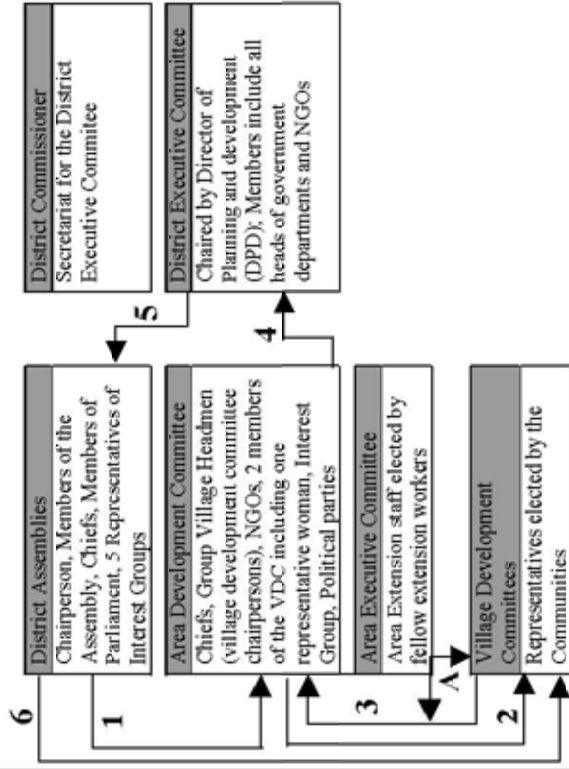 District Assemblies
Chairperson, Members of the
Assembly, Chiefs, Members of
Parliament, 5 Representatives of
Interest Groups
District Commissioner
Secretariat for the District
Executive Commitee
Area Development Committee
Chiefs, Group Village Headmen
(village development committee
chairpersons), NGOs, 2 members
of the VDC including one
representative woman, Interest
Group, Political parties
District Executive Committee
Chaired by Director of
Planning and development
(DPD); Members include all
heads of government
departments and NGOs
Area Executive Committee
Area Extension staff elected by
fellow extension workers
Village Development
Committees
Representatives elected by the
Communities
6
1
5
4
3
A
2